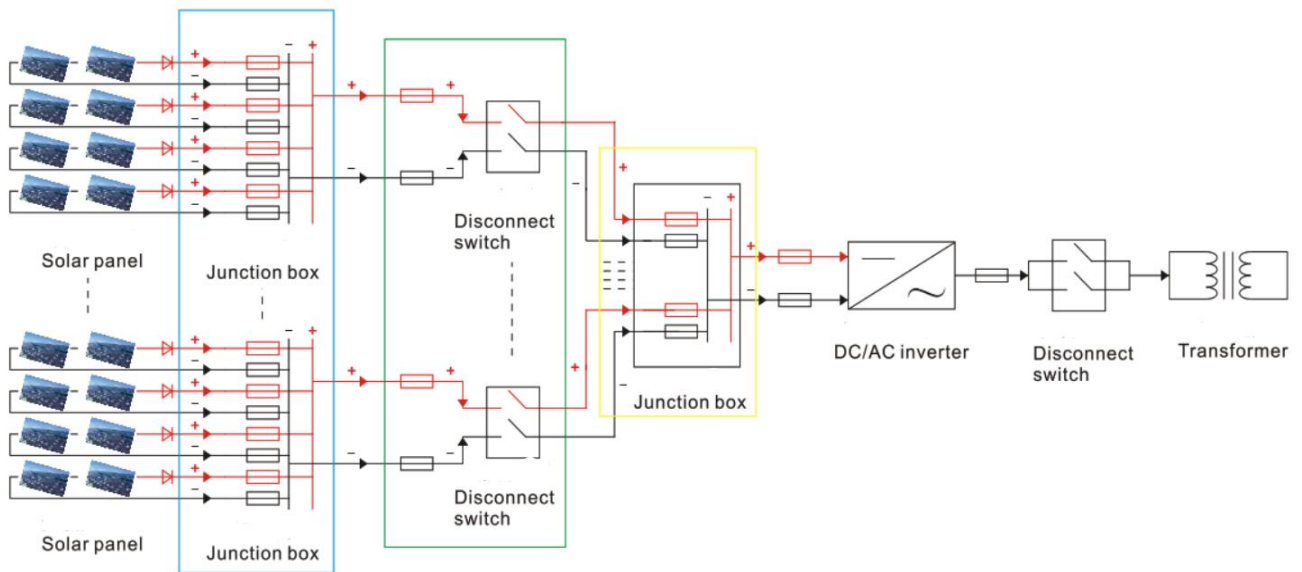 Solar panel
Junction box
Disconnect
switch
Solar panel
Junction box
Disconnect
switch
Junction box
DC/AC inverter
Disconnect
switch
Transformer